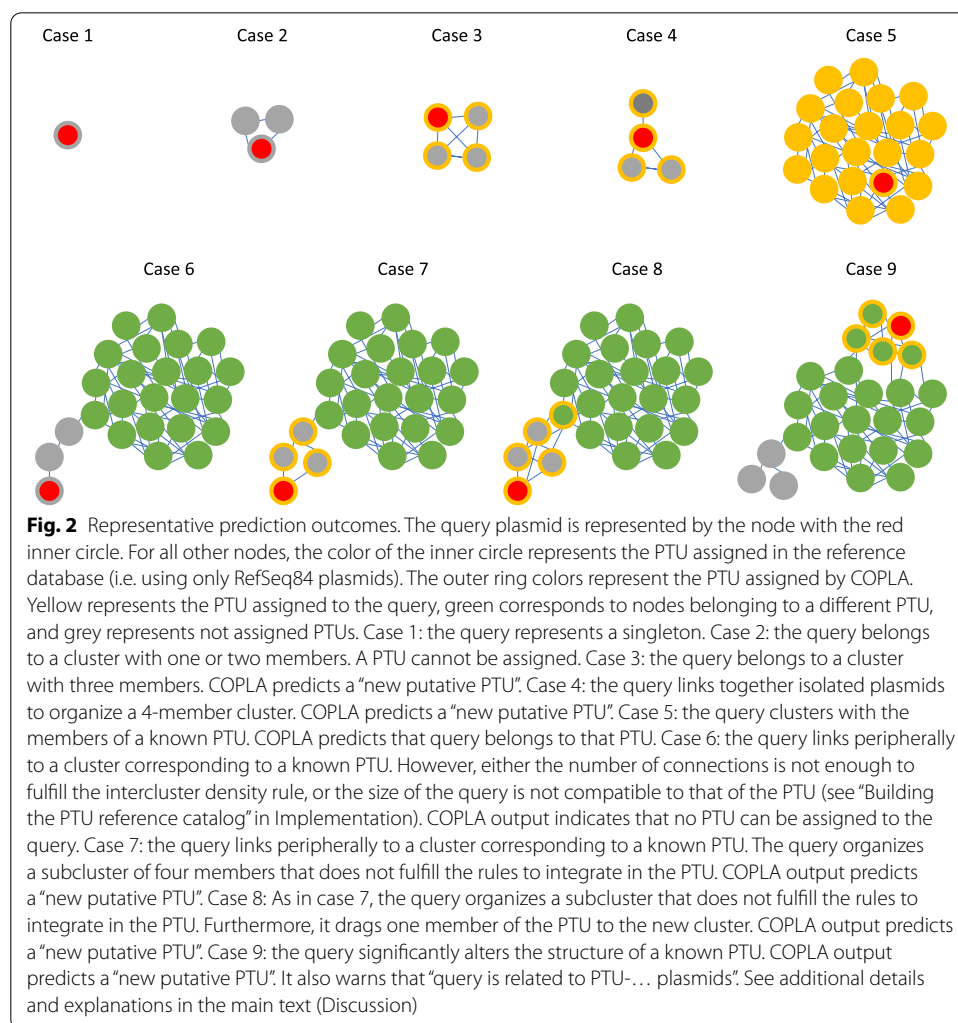 Case 1
Case 2
Case 3
Case 4
Case 5
Case 6
Case 7
Case 8
Case 9
Fig. 2 Representative prediction outcomes. The query plasmid is represented by the node with the red
inner circle. For all other nodes, the color of the inner circle represents the PTU assigned in the reference
database (i.e. using only RefSeq84 plasmids). The outer ring colors represent the PTU assigned by COPLA.
Yellow represents the PTU assigned to the query, green corresponds to nodes belonging to a different PTU,
and grey represents not assigned PTUs. Case 1: the query represents a singleton. Case 2: the query belongs
to a cluster with one or two members. A PTU cannot be assigned. Case 3: the query belongs to a cluster
with three members. COPLA predicts a “new putative PTU”. Case 4: the query links together isolated plasmids
to organize a 4-member cluster. COPLA predicts a “new putative PTU”. Case 5: the query clusters with the
members of a known PTU. COPLA predicts that query belongs to that PTU. Case 6: the query links peripherally
to a cluster corresponding to a known PTU. However, either the number of connections is not enough to
fulfill the intercluster density rule, or the size of the query is not compatible to that of the PTU (see “Building
the PTU reference catalog” in Implementation). COPLA output indicates that no PTU can be assigned to the
query. Case 7: the query links peripherally to a cluster corresponding to a known PTU. The query organizes
a subcluster of four members that does not fulfill the rules to integrate in the PTU. COPLA output predicts
a “new putative PTU”. Case 8: As in case 7, the query organizes a subcluster that does not fulfill the rules to
integrate in the PTU. Furthermore, it drags one member of the PTU to the new cluster. COPLA output predicts
a “new putative PTU”. Case 9: the query significantly alters the structure of a known PTU. COPLA output
predicts a “new putative PTU”. It also warns that “query is related to PTU-… plasmids”. See additional details
and explanations in the main text (Discussion)